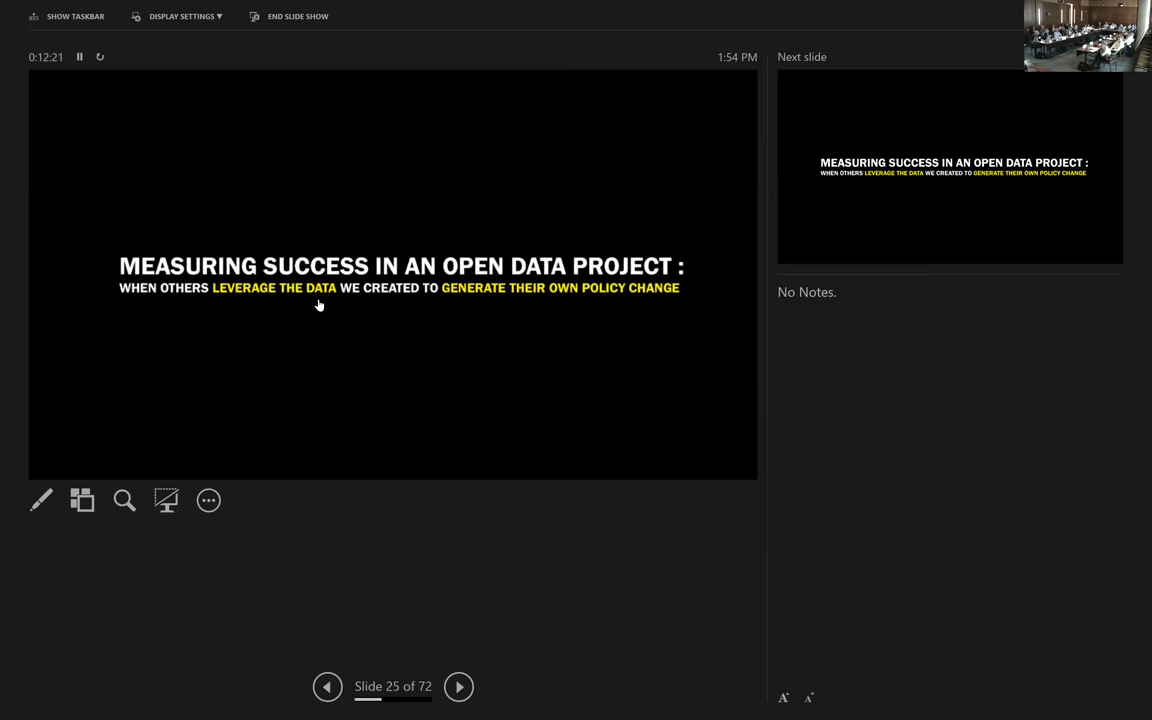 SHOW TASKBAR DISPLAY SETTINGS ▼ END SLIDE SHOW
0:12:21 1:54 PM
MEASURING SUCCESS IN AN OPEN DATA PROJECT :
WHEN OTHERS LEVERAGE THE DATA WE CREATED TO GENERATE THEIR OWN POLICY CHANGE
Slide 25 of 72
Next slide
MEASURING SUCCESS IN AN OPEN DATA PROJECT :
WHEN OTHERS LEVERAGE THE DATA WE CREATED TO GENERATE THEIR OWN POLICY CHANGE
No Notes.
A A